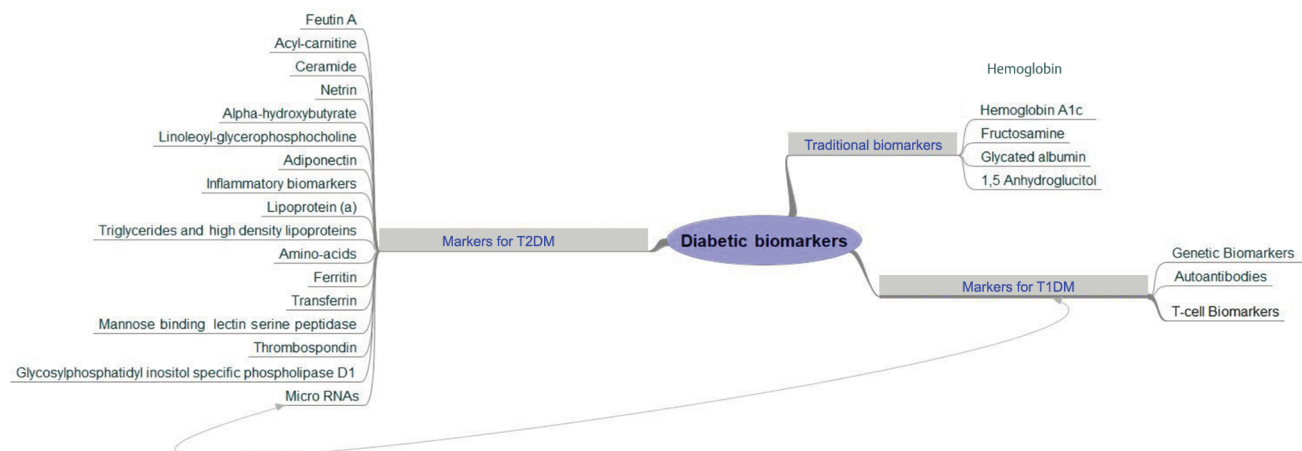 Feutin A
Acyl-carnitine
Ceramide
Netrin
Alpha-hydroxybutyrate
Linoleoyl-glycerophosphocholine
Adiponectin
Inflammatory biomarkers
Lipoprotein (a)
Triglycerides and high density lipoproteins
Amino-acids
Ferritin
Transferrin
Mannose binding lectin serine peptidase
Thrombospondin
Glycosylphosphatidyl inositol specific phospholipase D1
Micro RNAs
Markers for T2DM
Diabetic biomarkers
Traditional biomarkers
Hemoglobin
Hemoglobin A1c
Fructosamine
Glycated albumin
1,5 Anhydroglucitol
Markers for T1DM
Genetic Biomarkers
Autoantibodies
T-cell Biomarkers